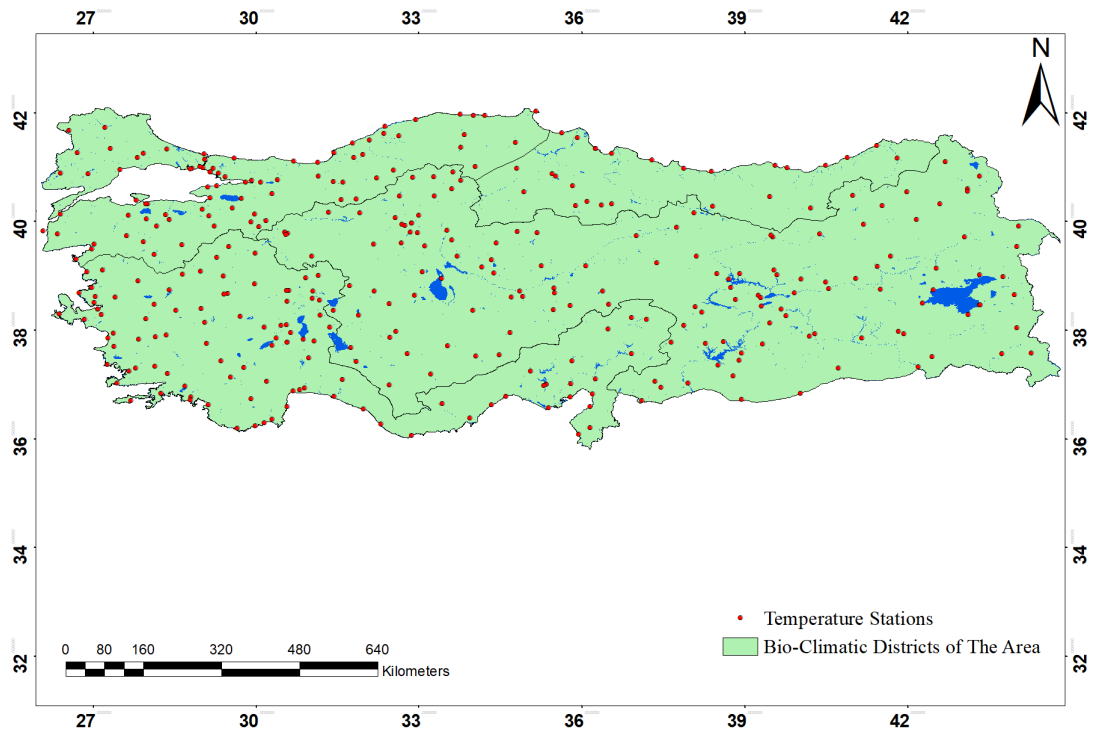 27 30 33 36 39 42
N
42 42
40 40
38 38
36 36
34 34
32 32
Temperature Stations
Bio-Climatic Districts of The Area
0 80 160 320 480 640
Kilometers
27 30 33 36 39 42